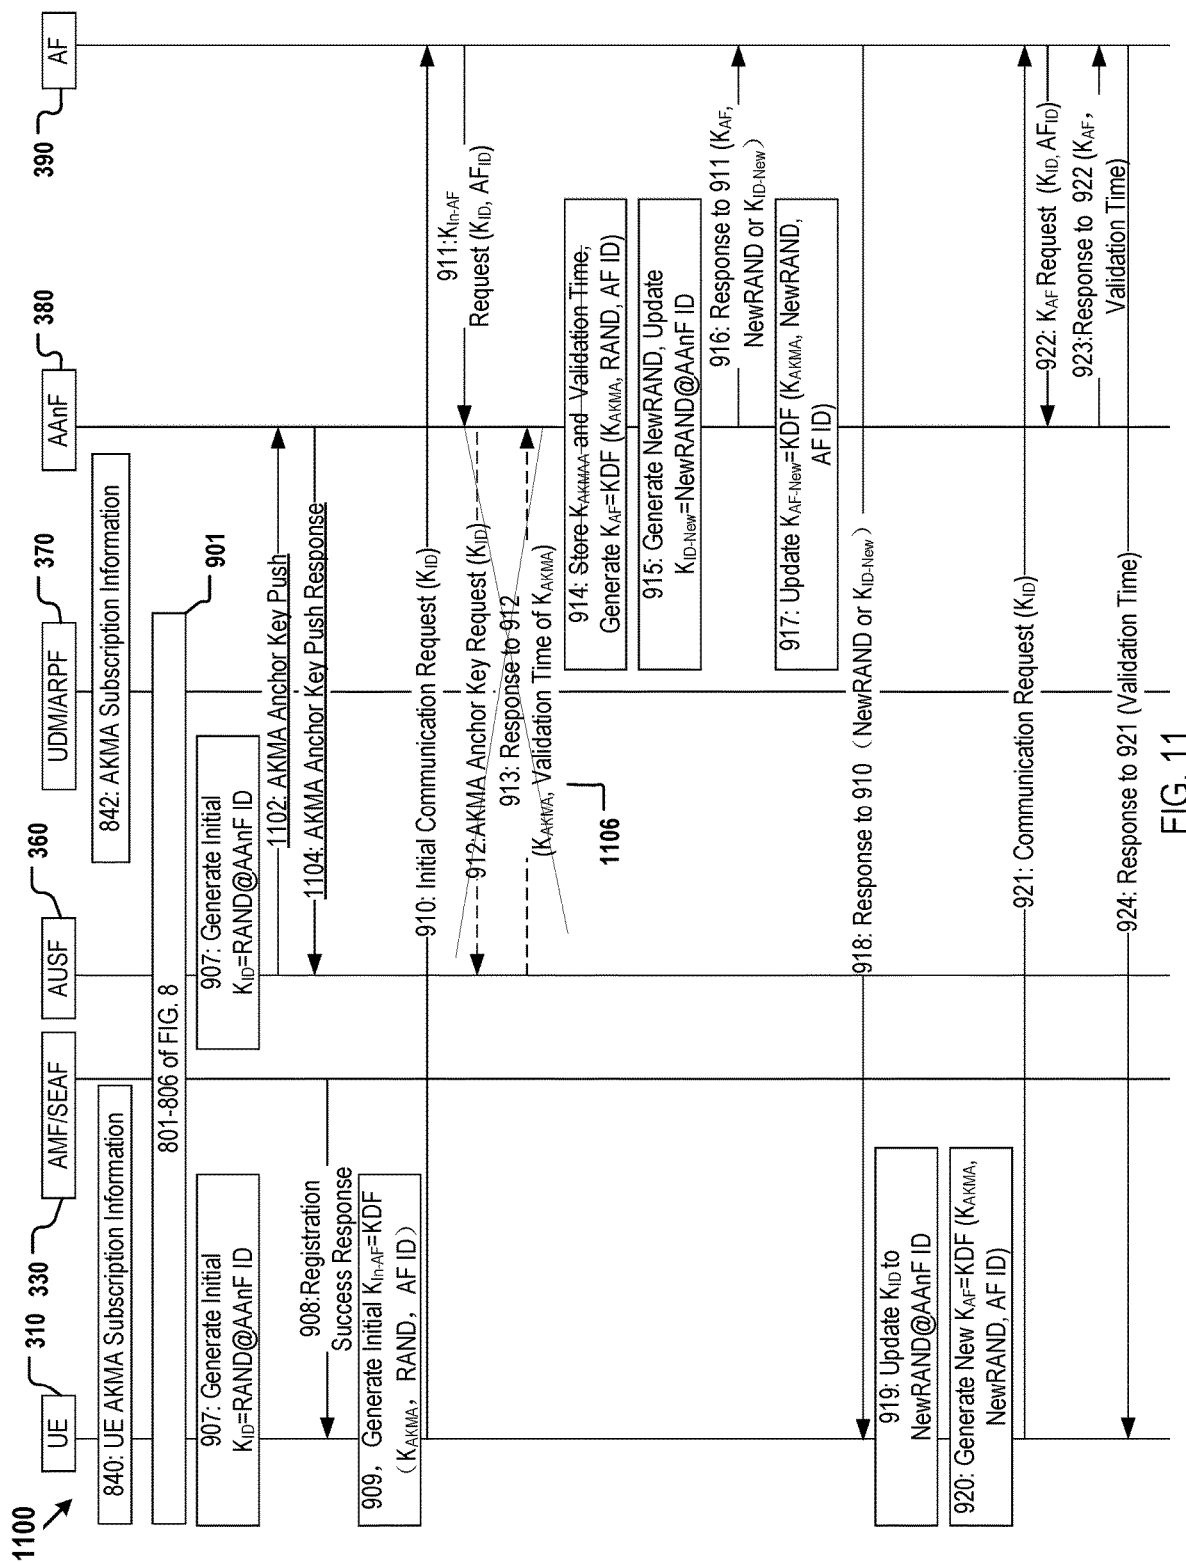 1100
310
330
360
370
380
390
UE
AMF/SEAF
AUSF
UDM/ARPF
AAnF
AF
840: UE AKMA Subscription Information
842: AKMA Subscription Information
801-806 of FIG. 8
901
907: Generate Initial
KID=RAND@AAnF ID
907: Generate Initial
KID=RAND@AAnF ID
1102: AKMA Anchor Key Push
1104: AKMA Anchor Key Push Response
908:Registration
Success Response
909，Generate Initial KIn-AF=KDF
（KAKMA，RAND，AF ID）
910: Initial Communication Request (KID)
911:KIn-AF
Request (KID, AFID)
912:AKMA Anchor Key Request (KID)
913: Response to 912
(KAKMA, Validation Time of KAKMA)
1106
914: Store KAKMAA and Validation Time,
Generate KAF=KDF (KAKMA, RAND, AF ID)
915: Generate NewRAND, Update
KID-New=NewRAND@AAnF ID
916: Response to 911 (KAF,
NewRAND or KID-New)
917: Update KAF-New=KDF (KAKMA, NewRAND,
AF ID)
918: Response to 910（NewRAND or KID-New)
919: Update KID to
NewRAND@AAnF ID
920: Generate New KAF=KDF (KAKMA,
NewRAND, AF ID)
921: Communication Request (KID)
922: KAF Request (KID, AFID)
923:Response to 922 (KAF,
Validation Time)
924: Response to 921 (Validation Time)
FIG. 11